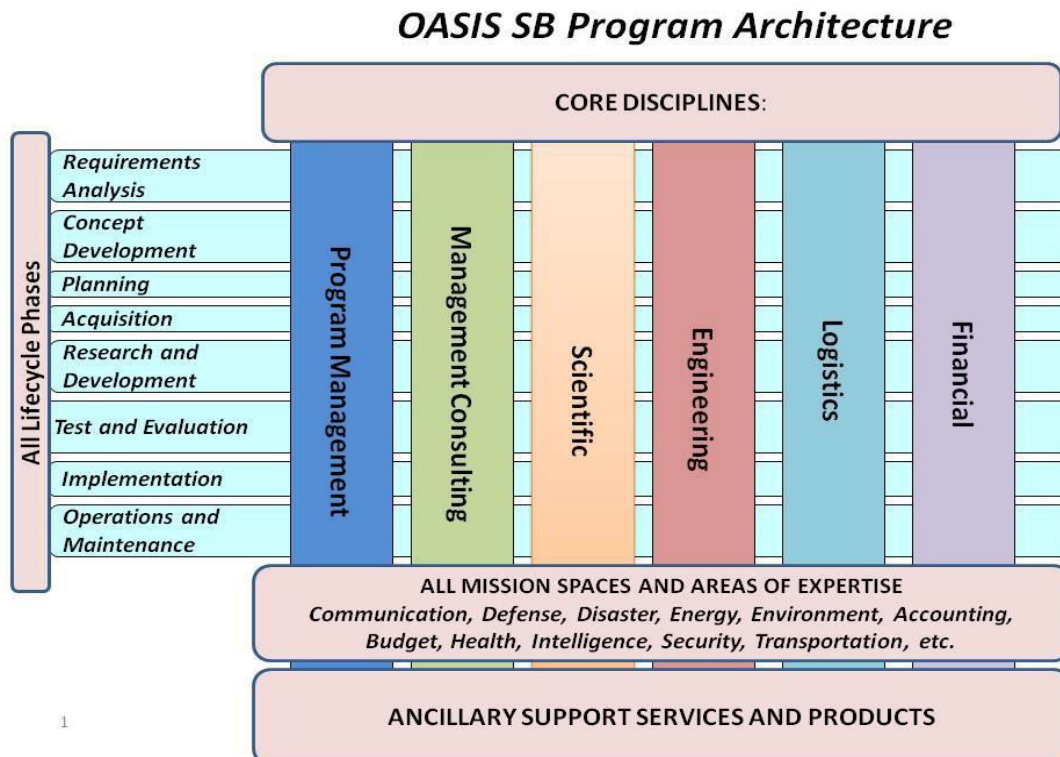 OASIS SB Program Architecture
CORE DISCIPLINES:
All Lifecycle Phases
Requirements
Analysis
Concept
Development
Planning
Acquisition
Research and
Development
Test and Evaluation
Implementation
Operations and
Maintenance
Program Management
Management Consulting
Scientific
Engineering
Logistics
Financial
ALL MISSION SPACES AND AREAS OF EXPERTISE
Communication, Defense, Disaster, Energy, Environment, Accounting,
Budget, Health, Intelligence, Security, Transportation, etc.
ANCILLARY SUPPORT SERVICES AND PRODUCTS
1